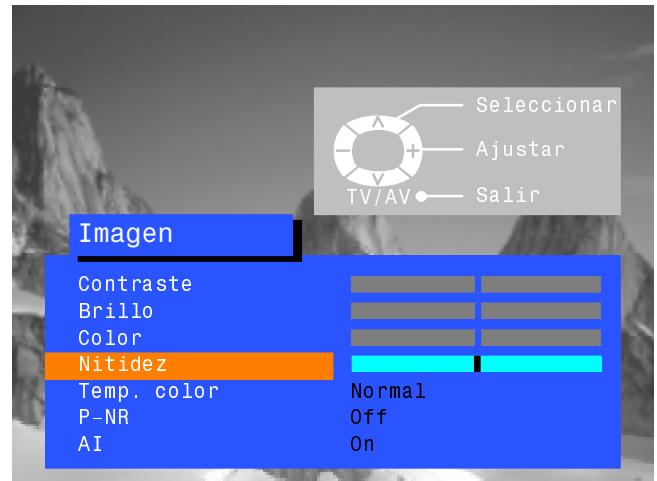 Seleccionar
Ajustar
TV/AV Salir
Imagen
Contraste
Brillo
Color
Nitidez
Temp. color Normal
P-NR Off
AI On